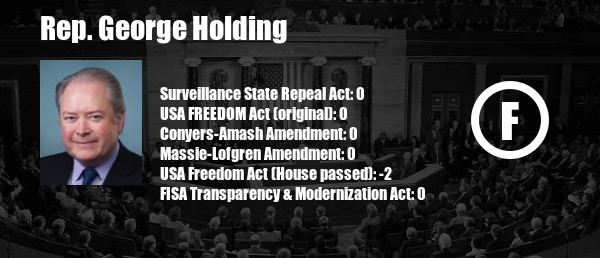 Rep. George Holding
Surveillance State Repeal Act: 0
USA FREEDOM Act (original): 0
Conyers-Amash Amendment: 0
Massie-Lofgren Amendment: 0
USA Freedom Act (House passed): -2
FISA Transparency & Modernization Act: 0
F